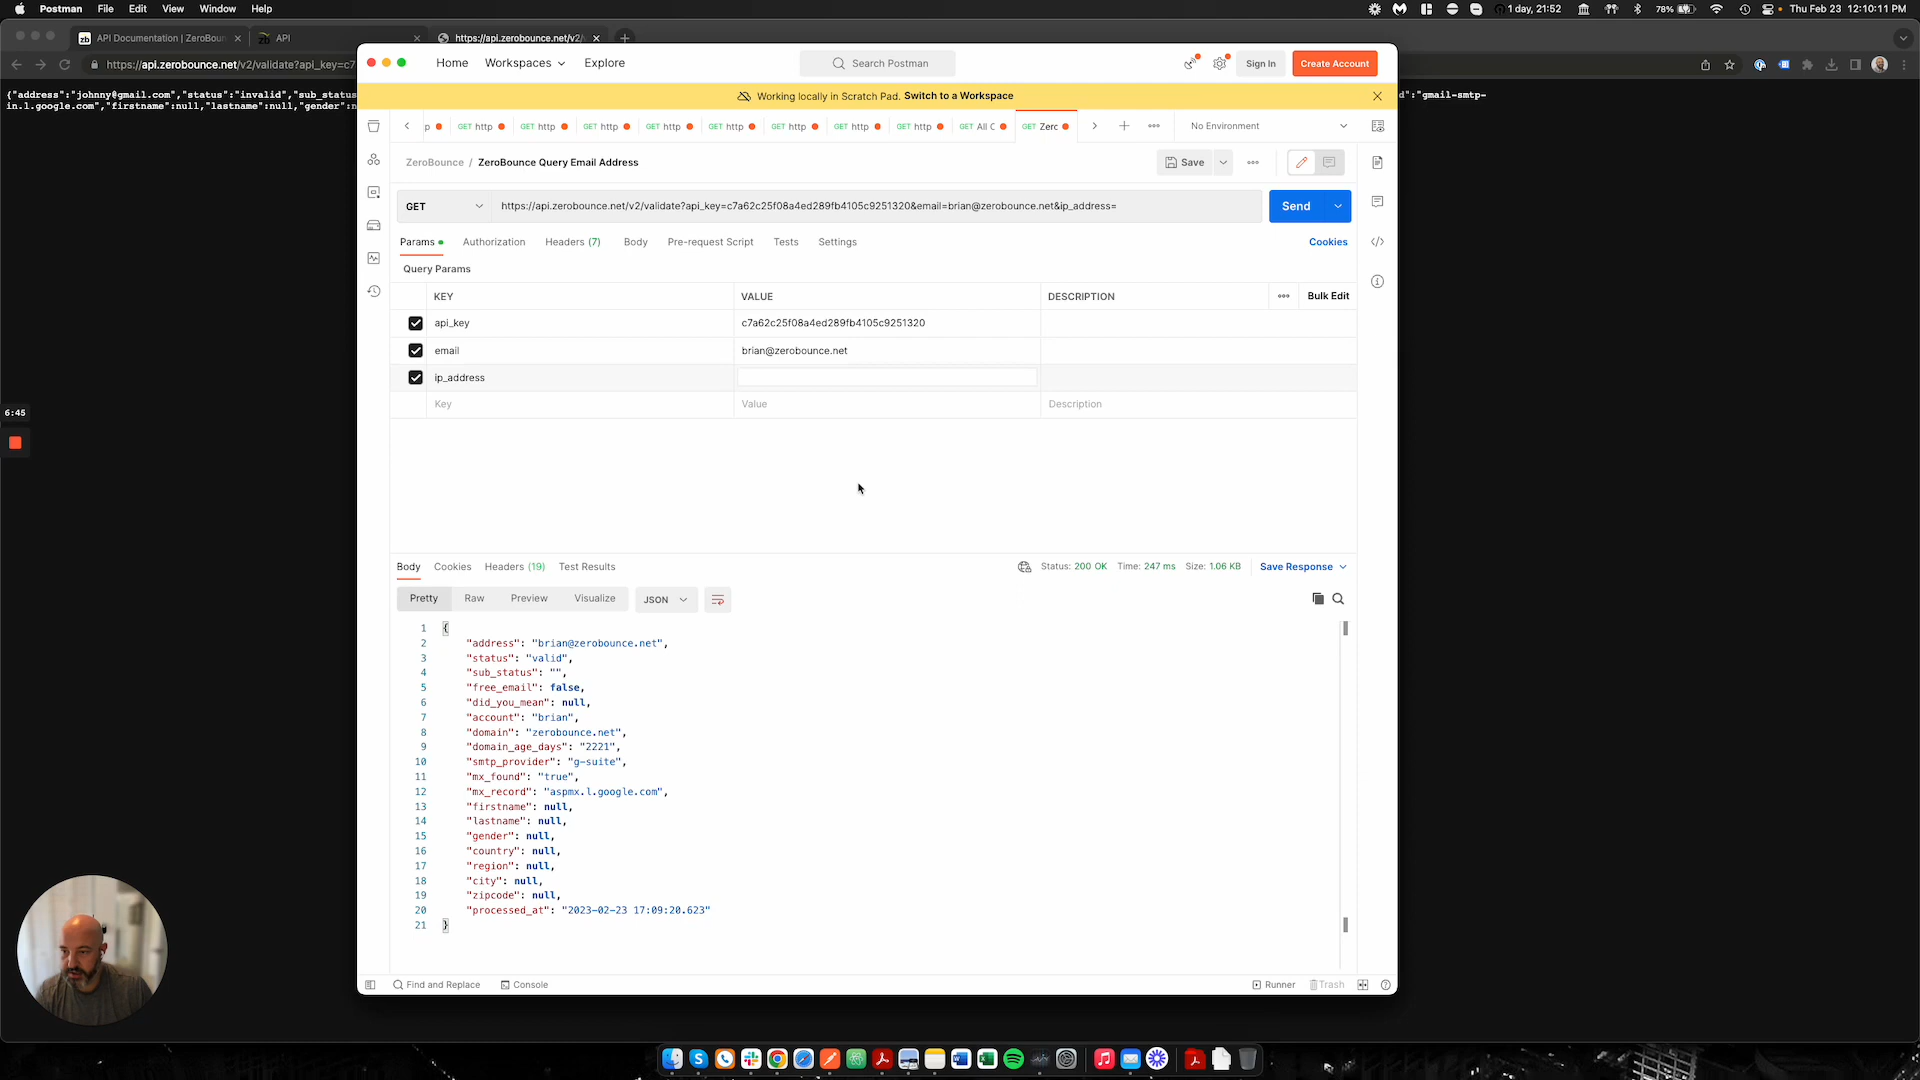 Postman File Edit View Window Help
1 day, 21:52 78% Thu Feb 23 12:10:11 PM
zb API Documentation | ZeroBoun
zb API
https://api.zerobounce.net/v2/
https://api.zerobounce.net/v2/validate?api_key=c7
{"address":"johnny@gmail.com","status":"invalid","sub_status
d":"gmail-smtp-
in.l.google.com","firstname":null,"lastname":null,"gender":n
Home Workspaces Explore
Search Postman
Sign In Create Account
Working locally in Scratch Pad. Switch to a Workspace
p GET http GET http GET http GET http GET http GET http GET http GET http GET All C GET Zerc
No Environment
ZeroBounce / ZeroBounce Query Email Address
Save
GET https://api.zerobounce.net/v2/validate?api_key=c7a62c25f08a4ed289fb4105c9251320&email=brian@zerobounce.net&ip_address=
Send
Params Authorization Headers (7) Body Pre-request Script Tests Settings Cookies
Query Params
KEY VALUE DESCRIPTION Bulk Edit
api_key c7a62c25f08a4ed289fb4105c9251320
email brian@zerobounce.net
ip_address
Key Value Description
6:45
Body Cookies Headers (19) Test Results
Status: 200 OK Time: 247 ms Size: 1.06 KB Save Response
Pretty Raw Preview Visualize JSON
1 {
2 "address": "brian@zerobounce.net",
3 "status": "valid",
4 "sub_status": "",
5 "free_email": false,
6 "did_you_mean": null,
7 "account": "brian",
8 "domain": "zerobounce.net",
9 "domain_age_days": "2221",
10 "smtp_provider": "g-suite",
11 "mx_found": "true",
12 "mx_record": "aspmx.l.google.com",
13 "firstname": null,
14 "lastname": null,
15 "gender": null,
16 "country": null,
17 "region": null,
18 "city": null,
19 "zipcode": null,
20 "processed_at": "2023-02-23 17:09:20.623"
21 }
Find and Replace Console
Runner Trash